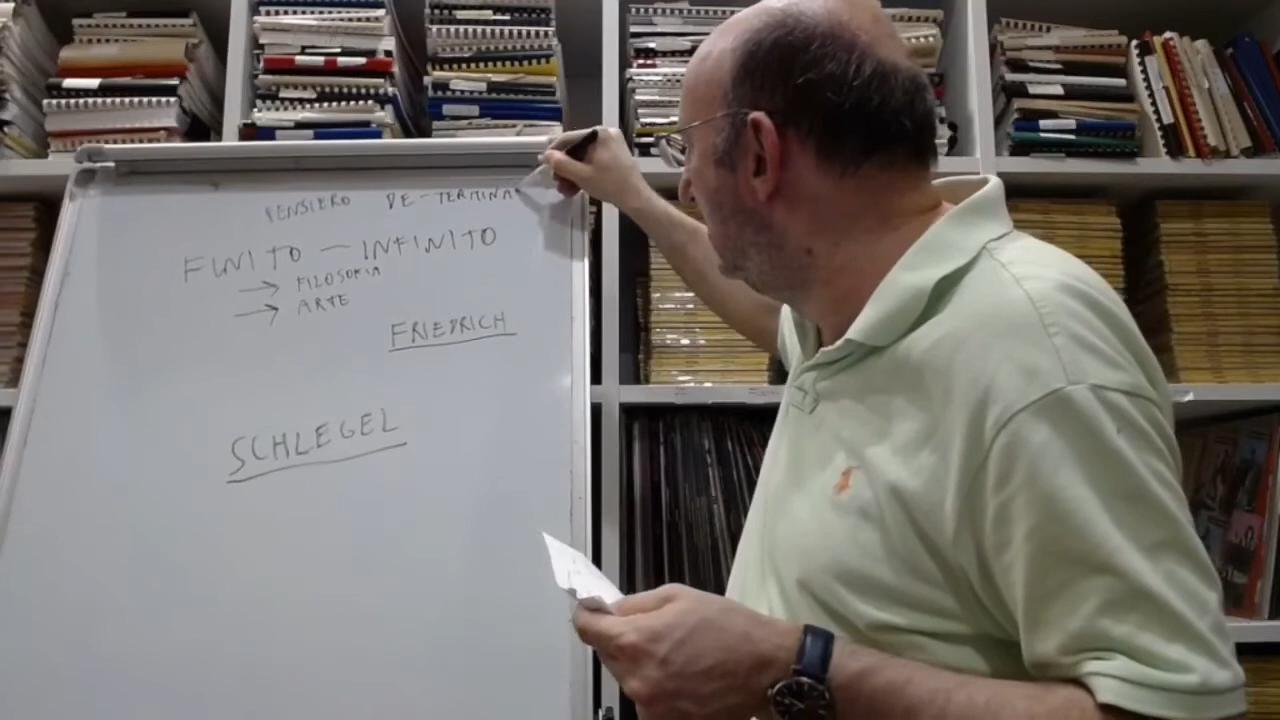 PENSIERO DE-TERMINA
FINITO — INFINITO
→ FILOSOFIA
→ ARTE
FRIEDRICH
SCHLEGEL